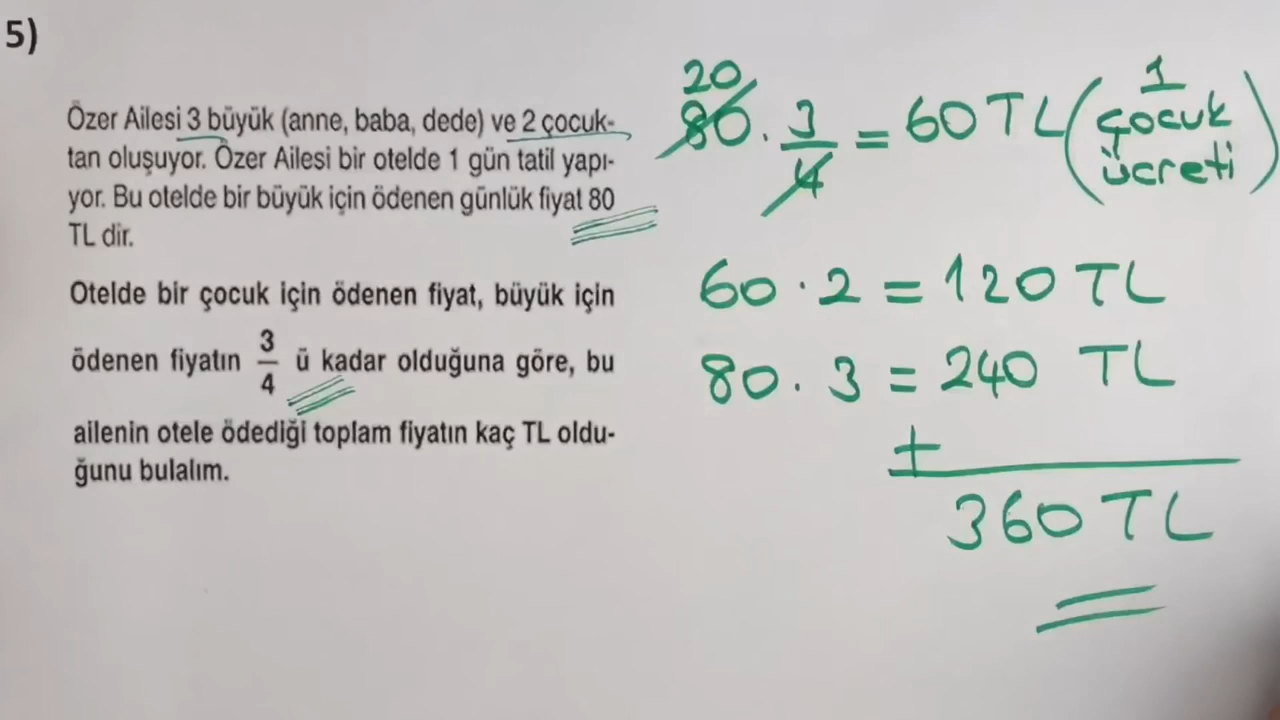 5)
Özer Ailesi 3 büyük (anne, baba, dede) ve 2 çocuk-
tan oluşuyor. Özer Ailesi bir otelde 1 gün tatil yapı-
yor. Bu otelde bir büyük için ödenen günlük fiyat 80
TL dir.
Otelde bir çocuk için ödenen fiyat, büyük için
ödenen fiyatın 3/4 ü kadar olduğuna göre, bu
ailenin otele ödediği toplam fiyatın kaç TL oldu-
ğunu bulalım.
20
80 · 3/4 = 60 TL (1 çocuk ücreti)
60 · 2 = 120 TL
80 · 3 = 240 TL
+
360 TL